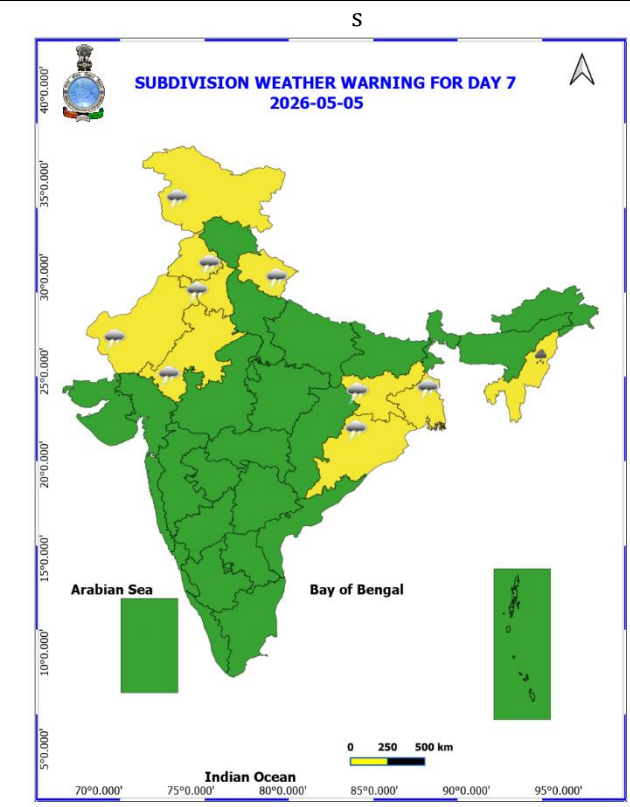 s
SUBDIVISION WEATHER WARNING FOR DAY 7
2026-05-05
40°0.000'
35°0.000'
30°0.000'
25°0.000'
20°0.000'
15°0.000'
10°0.000'
5°0.000'
Arabian Sea
Bay of Bengal
0 250 500 km
Indian Ocean
70°0.000' 75°0.000' 80°0.000' 85°0.000' 90°0.000' 95°0.000'